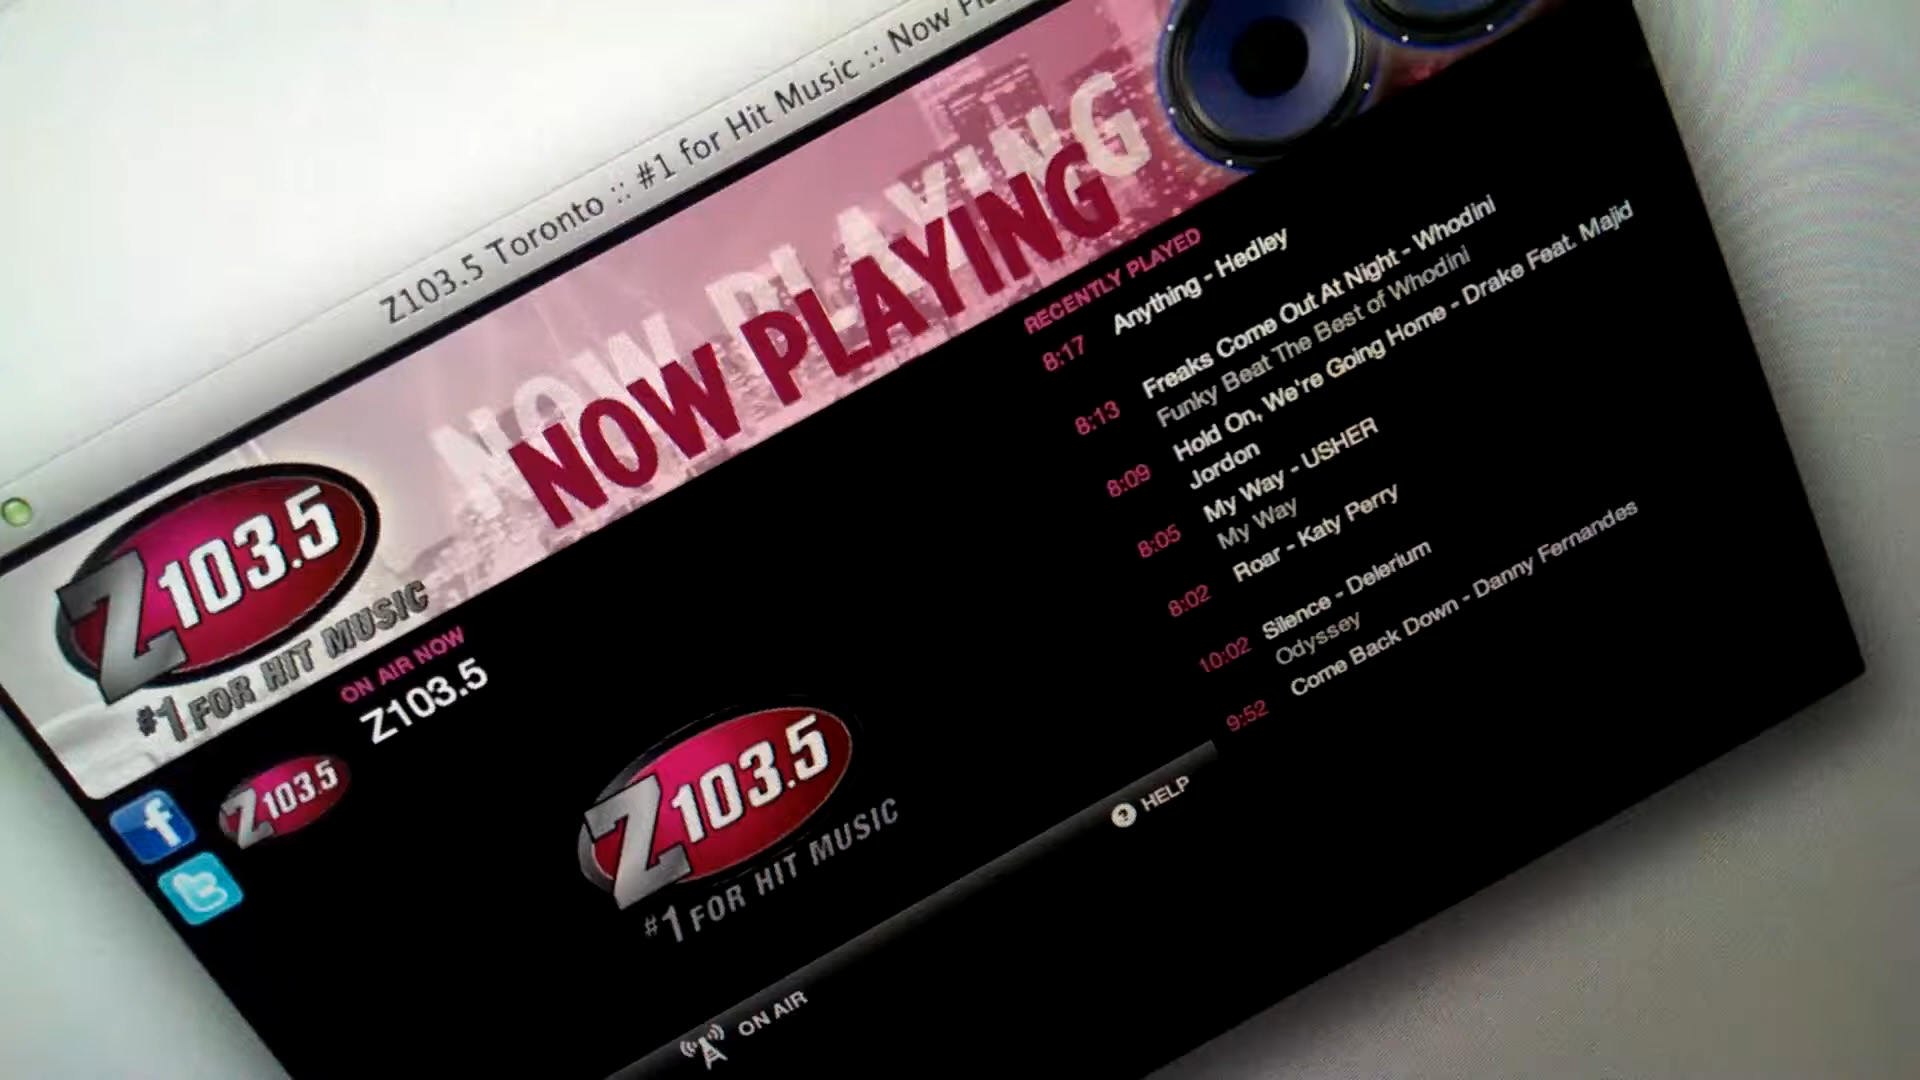 Z103.5 Toronto :: #1 for Hit Music :: Now
NOW PLAYING
NOW PLAYING
Z103.5
#1 FOR HIT MUSIC
ON AIR NOW
Z103.5
Z103.5
Z103.5
#1 FOR HIT MUSIC
RECENTLY PLAYED
8:17 Anything - Hedley
8:13 Freaks Come Out At Night - Whodini
Funky Beat The Best of Whodini
8:09 Hold On, We're Going Home - Drake Feat. Majid
Jordon
8:05 My Way - USHER
My Way
8:02 Roar - Katy Perry
10:02 Silence - Delerium
Odyssey
9:52 Come Back Down - Danny Fernandes
? HELP
ON AIR